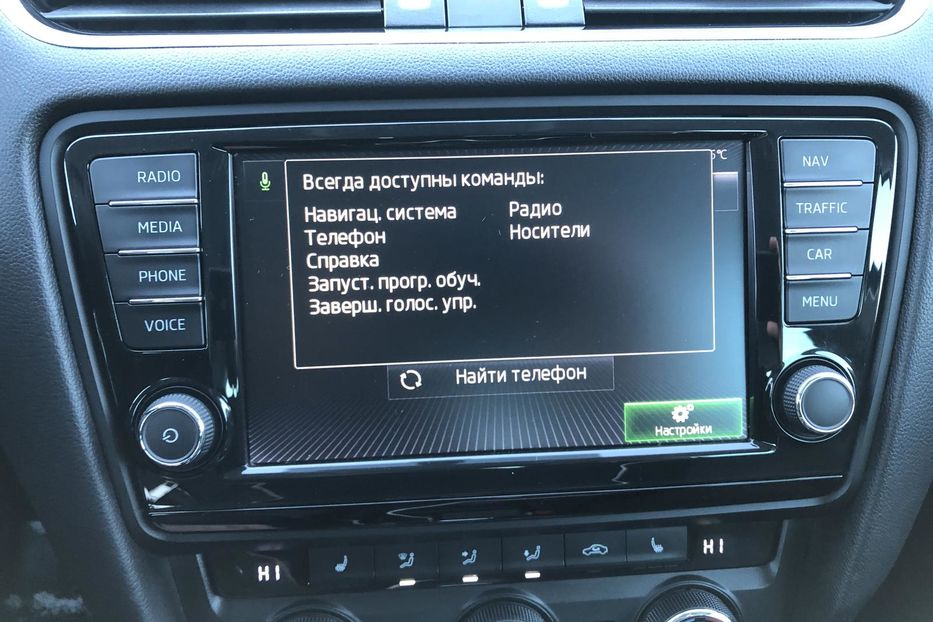 RADIO
MEDIA
PHONE
VOICE
5°C
Всегда доступны команды:
Навигац. система
Радио
Телефон
Носители
Справка
Запуст. прогр. обуч.
Заверш. голос. упр.
Найти телефон
Настройки
NAV
TRAFFIC
CAR
MENU
HI
HI